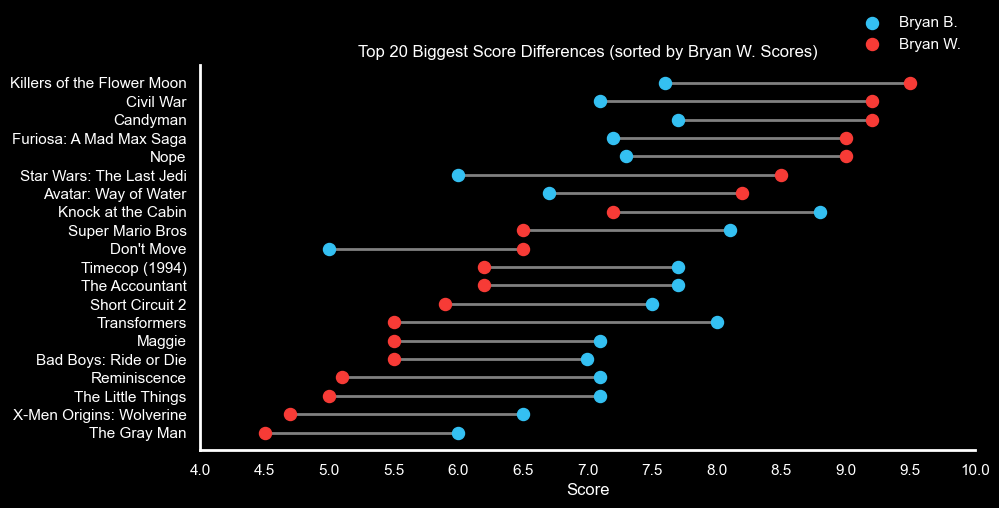 Bryan B.
Bryan W.
Top 20 Biggest Score Differences (sorted by Bryan W. Scores)
Killers of the Flower Moon
Civil War
Candyman
Furiosa: A Mad Max Saga
Nope
Star Wars: The Last Jedi
Avatar: Way of Water
Knock at the Cabin
Super Mario Bros
Don't Move
Timecop (1994)
The Accountant
Short Circuit 2
Transformers
Maggie
Bad Boys: Ride or Die
Reminiscence
The Little Things
X-Men Origins: Wolverine
The Gray Man
4.0 4.5 5.0 5.5 6.0 6.5 7.0 7.5 8.0 8.5 9.0 9.5 10.0
Score